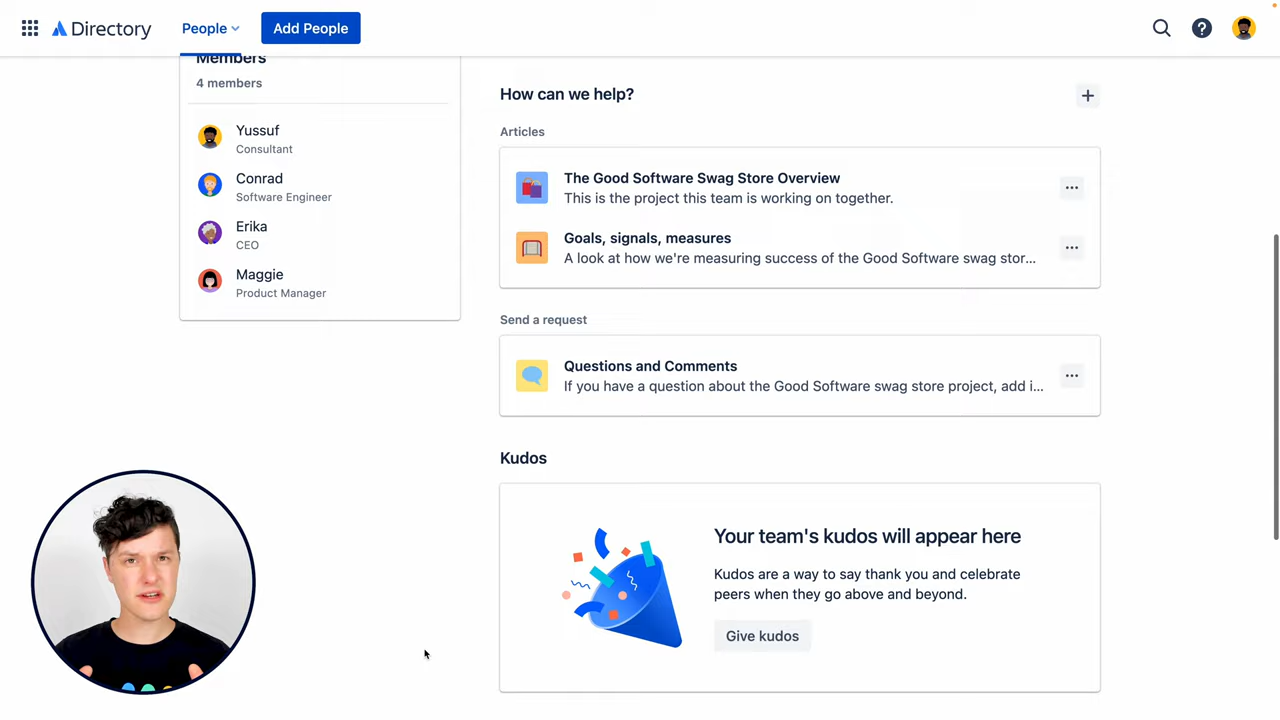 Directory
People
Add People
Members
4 members
Yussuf
Consultant
Conrad
Software Engineer
Erika
CEO
Maggie
Product Manager
How can we help?
Articles
The Good Software Swag Store Overview
This is the project this team is working on together.
Goals, signals, measures
A look at how we're measuring success of the Good Software swag stor...
Send a request
Questions and Comments
If you have a question about the Good Software swag store project, add i...
Kudos
Your team's kudos will appear here
Kudos are a way to say thank you and celebrate
peers when they go above and beyond.
Give kudos